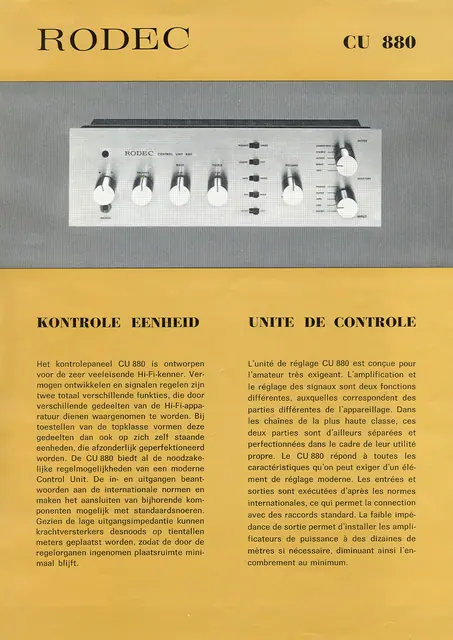 RODEC
CU 880
RODEC CONTROL UNIT 880
KONTROLE EENHEID
Het kontrolepaneel CU 880 is ontworpen
voor de zeer veeleisende Hi-Fi-kenner. Ver-
mogen ontwikkelen en signalen regelen zijn
twee totaal verschillende funkties, die door
verschillende gedeelten van de Hi-Fi-appa-
ratuur dienen waargenomen te worden. Bij
toestellen van de topklasse vormen deze
gedeelten dan ook op zich zelf staande
eenheden, die afzonderlijk geperfektioneerd
worden. De CU 880 biedt al de noodzake-
lijke regelmogelijkheden van een moderne
Control Unit. De in- en uitgangen beant-
woorden aan de internationale normen en
maken het aansluiten van bijhorende kom-
ponenten mogelijk met standaardsnoeren.
Gezien de lage uitgangsimpedantie kunnen
krachtversterkers desnoods op tientallen
meters geplaatst worden, zodat de door de
regelorganen ingenomen plaatsruimte mini-
maal blijft.
UNITE DE CONTROLE
L'unité de réglage CU 880 est conçue pour
l'amateur très exigeant. L'amplification et
le réglage des signaux sont deux fonctions
différentes, auxquelles correspondent des
parties différentes de l'appareillage. Dans
les chaînes de la plus haute classe, ces
deux parties sont d'ailleurs séparées et
perfectionnées dans le cadre de leur utilité
propre. Le CU 880 répond à toutes les
caractéristiques qu'on peut exiger d'un élé-
ment de réglage moderne. Les entrées et
sorties sont exécutées d'après les normes
internationales, ce qui permet la connection
avec des raccords standard. La faible impé-
dance de sortie permet d'installer les ampli-
ficateurs de puissance à des dizaines de
mètres si nécessaire, diminuant ainsi l'en-
combrement au minimum.